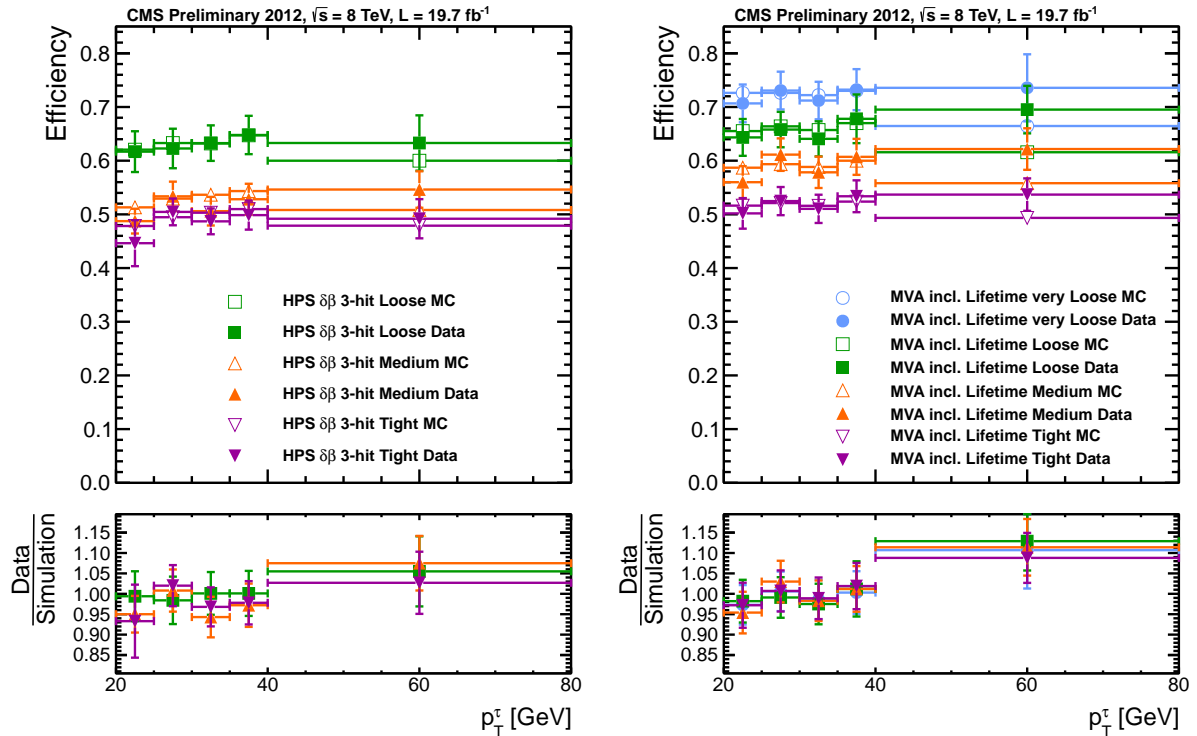 CMS Preliminary 2012, √s = 8 TeV, L = 19.7 fb⁻¹
Efficiency
0.8
0.7
0.6
0.5
0.4
0.3
0.2
0.1
0.0
HPS δβ 3-hit Loose MC
HPS δβ 3-hit Loose Data
HPS δβ 3-hit Medium MC
HPS δβ 3-hit Medium Data
HPS δβ 3-hit Tight MC
HPS δβ 3-hit Tight Data
Data
Simulation
1.15
1.10
1.05
1.00
0.95
0.90
0.85
20 40 60 80
p_T^τ [GeV]
CMS Preliminary 2012, √s = 8 TeV, L = 19.7 fb⁻¹
Efficiency
0.8
0.7
0.6
0.5
0.4
0.3
0.2
0.1
0.0
MVA incl. Lifetime very Loose MC
MVA incl. Lifetime very Loose Data
MVA incl. Lifetime Loose MC
MVA incl. Lifetime Loose Data
MVA incl. Lifetime Medium MC
MVA incl. Lifetime Medium Data
MVA incl. Lifetime Tight MC
MVA incl. Lifetime Tight Data
Data
Simulation
1.15
1.10
1.05
1.00
0.95
0.90
0.85
20 40 60 80
p_T^τ [GeV]